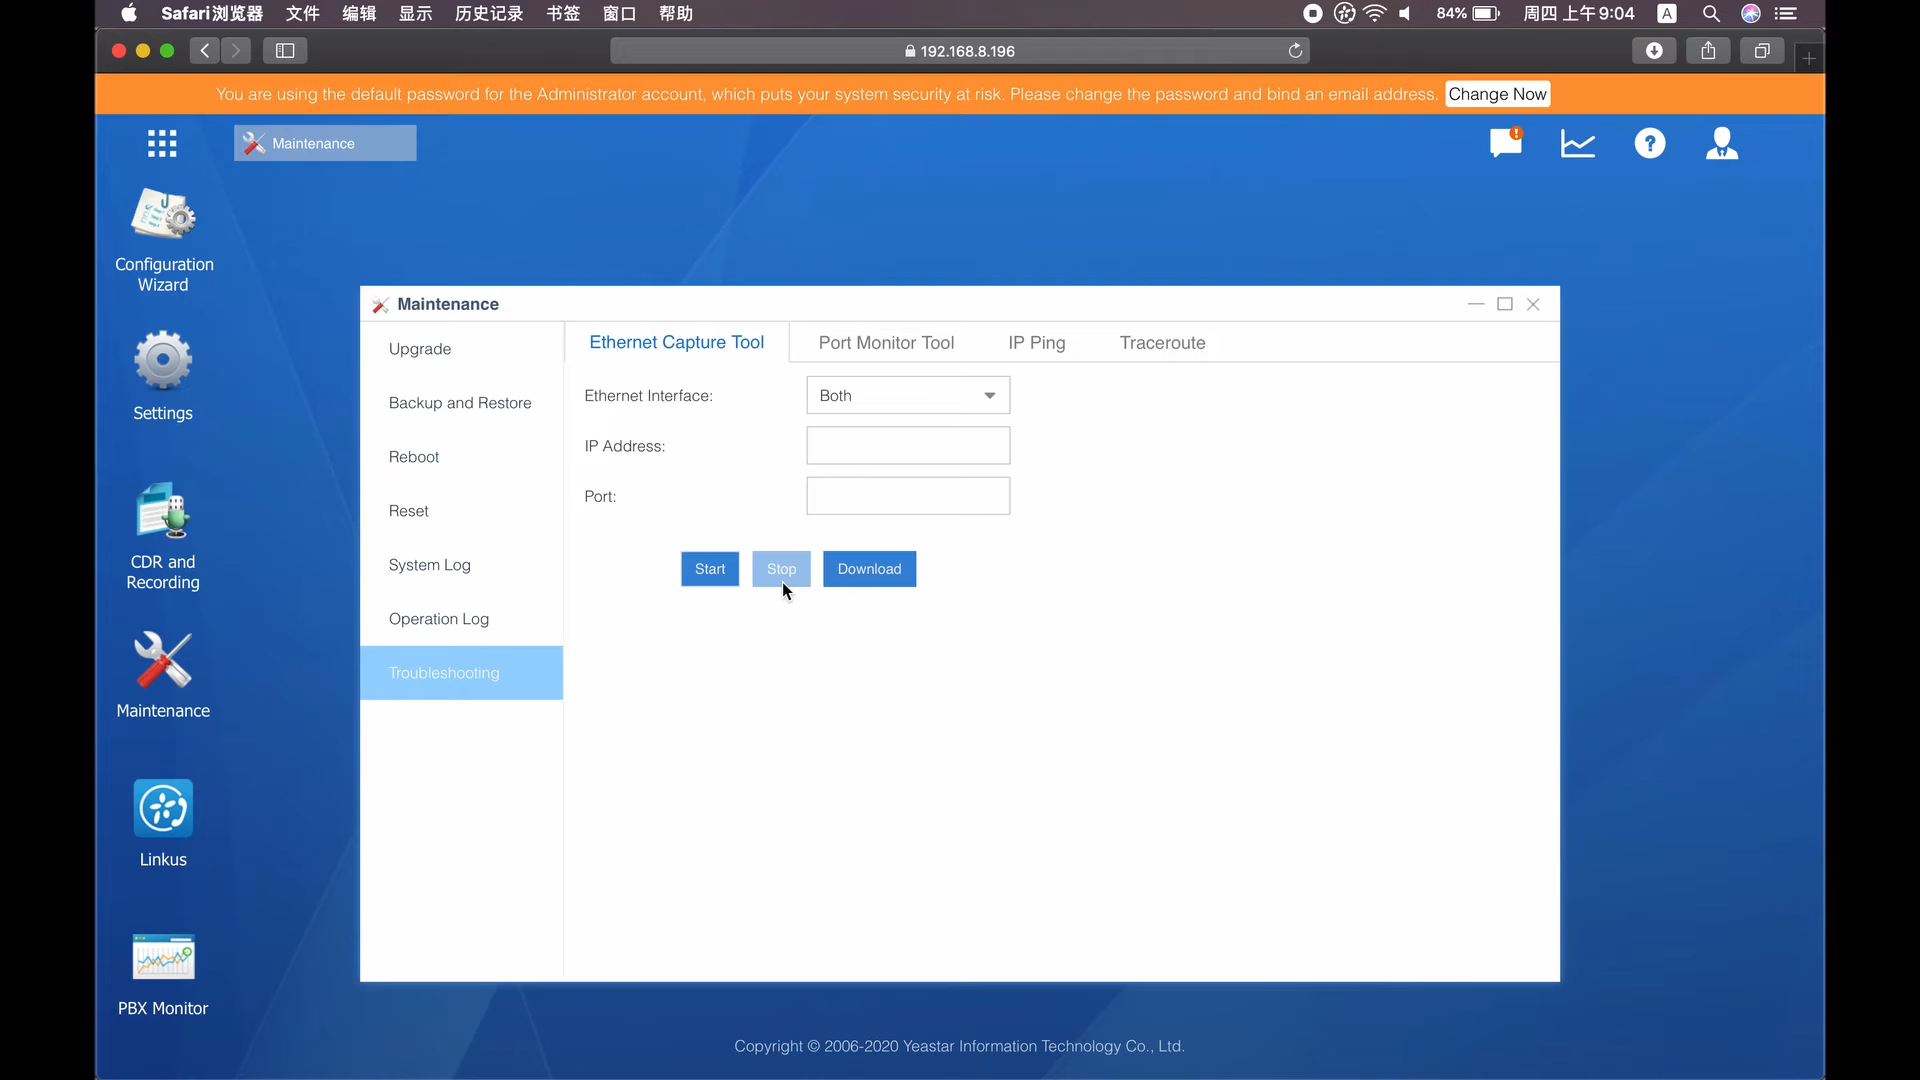 Safari浏览器 文件 编辑 显示 历史记录 书签 窗口 帮助 84% 周四 上午9:04 A
192.168.8.196
You are using the default password for the Administrator account, which puts your system security at risk. Please change the password and bind an email address. Change Now
Maintenance
Configuration
Wizard
Settings
CDR and
Recording
Maintenance
Linkus
PBX Monitor
Maintenance
Upgrade
Backup and Restore
Reboot
Reset
System Log
Operation Log
Troubleshooting
Ethernet Capture Tool Port Monitor Tool IP Ping Traceroute
Ethernet Interface: Both
IP Address:
Port:
Start Stop Download
Copyright © 2006-2020 Yeastar Information Technology Co., Ltd.